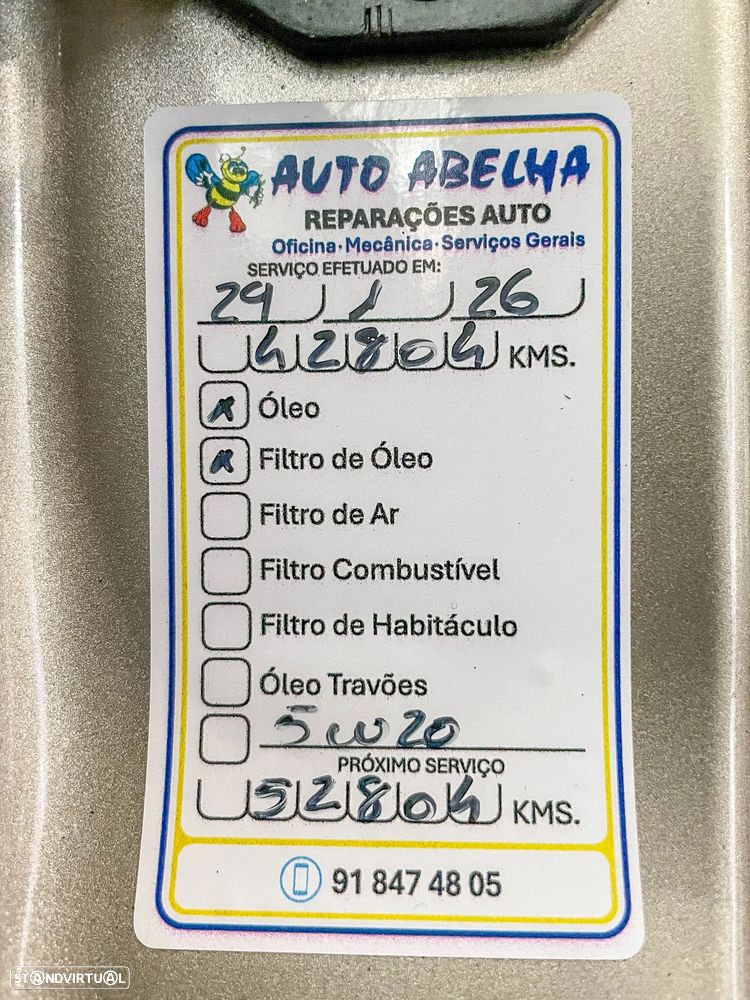 AUTO ABELHA
REPARAÇÕES AUTO
Oficina·Mecânica·Serviços Gerais
SERVIÇO EFETUADO EM:
29 1 26
42804 KMS.
x Óleo
x Filtro de Óleo
Filtro de Ar
Filtro Combustível
Filtro de Habitáculo
Óleo Travões
5w20
PRÓXIMO SERVIÇO
52804 KMS.
91 847 48 05
STANDVIRTUAL